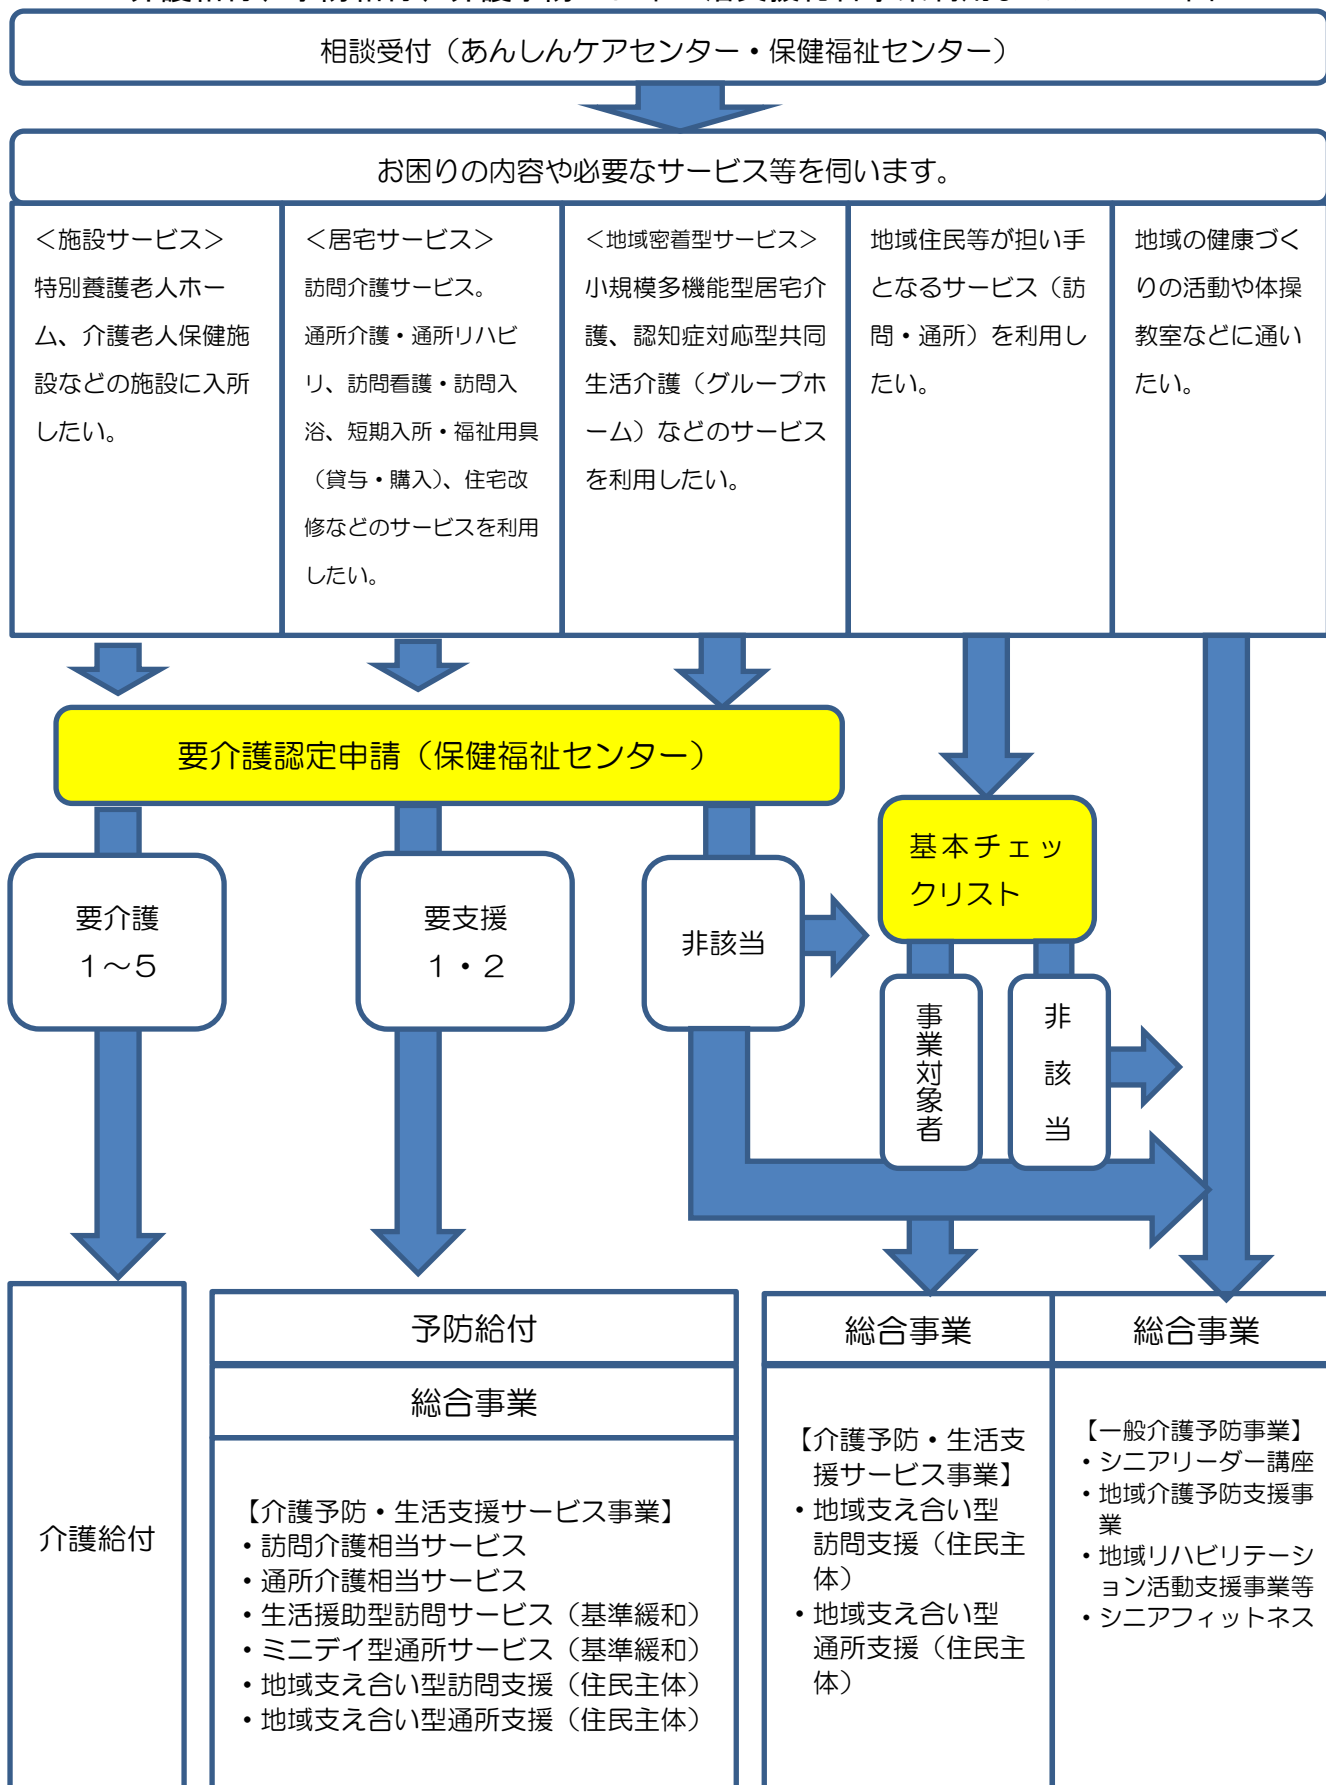 相談受付（あんしんケアセンター・保健福祉センター）
お困りの内容や必要なサービス等を伺います。
＜施設サービス＞
特別養護老人ホー
ム、介護老人保健施
設などの施設に入所
したい。
＜居宅サービス＞
訪問介護サービス。
通所介護・通所リハビ
リ、訪問看護・訪問入
浴、短期入所・福祉用具
（貸与・購入）、住宅改
修などのサービスを利用
したい。
＜地域密着型サービス＞
小規模多機能型居宅介
護、認知症対応型共同
生活介護（グループホ
ーム）などのサービス
を利用したい。
地域住民等が担い手
となるサービス（訪
問・通所）を利用し
たい。
地域の健康づく
りの活動や体操
教室などに通い
たい。
要介護認定申請（保健福祉センター）
基本チェッ
クリスト
要介護
１～５
要支援
１・２
非該当
事業対象者
非該当
介護給付
予防給付
総合事業
【介護予防・生活支援サービス事業】
・訪問介護相当サービス
・通所介護相当サービス
・生活援助型訪問サービス（基準緩和）
・ミニデイ型通所サービス（基準緩和）
・地域支え合い型訪問支援（住民主体）
・地域支え合い型通所支援（住民主体）
総合事業
【介護予防・生活支
援サービス事業】
・地域支え合い型
訪問支援（住民主
体）
・地域支え合い型
通所支援（住民主
体）
総合事業
【一般介護予防事業】
・シニアリーダー講座
・地域介護予防支援事
業
・地域リハビリテーシ
ョン活動支援事業等
・シニアフィットネス